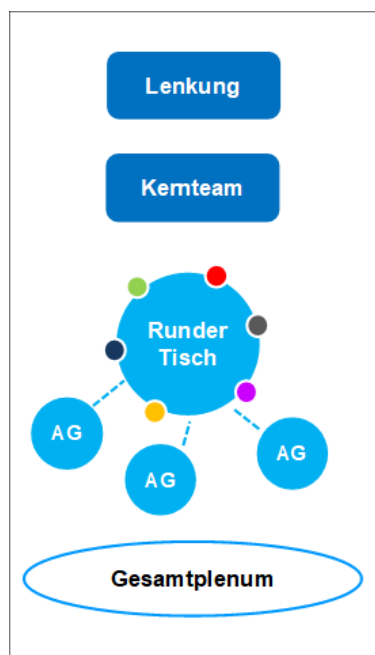 Lenkung
Kernteam
Runder
Tisch
AG
AG
AG
Gesamtplenum